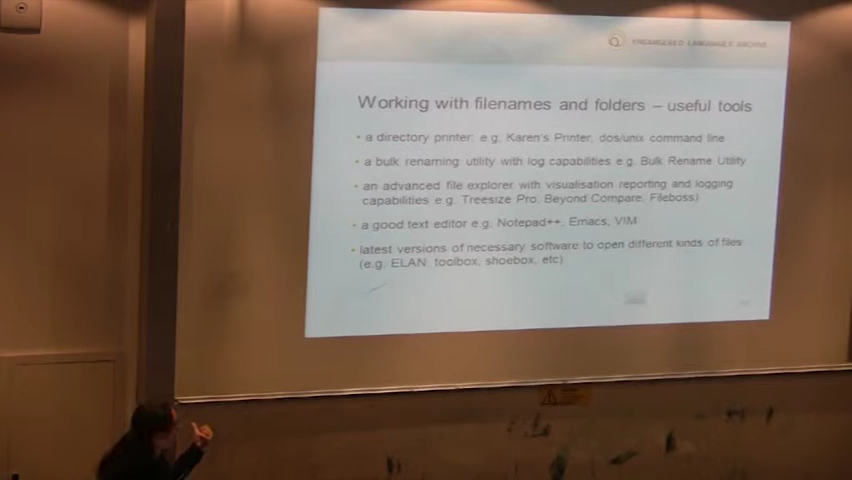 ENDANGERED LANGUAGES ARCHIVE
Working with filenames and folders – useful tools
• a directory printer: e.g. Karen's Printer, dos/unix command line
• a bulk renaming utility with log capabilities e.g. Bulk Rename Utility
• an advanced file explorer with visualisation reporting and logging
capabilities e.g. Treesize Pro, Beyond Compare, Fileboss)
• a good text editor e.g. Notepad++, Emacs, VIM
• latest versions of necessary software to open different kinds of files
(e.g. ELAN, toolbox, shoebox, etc)